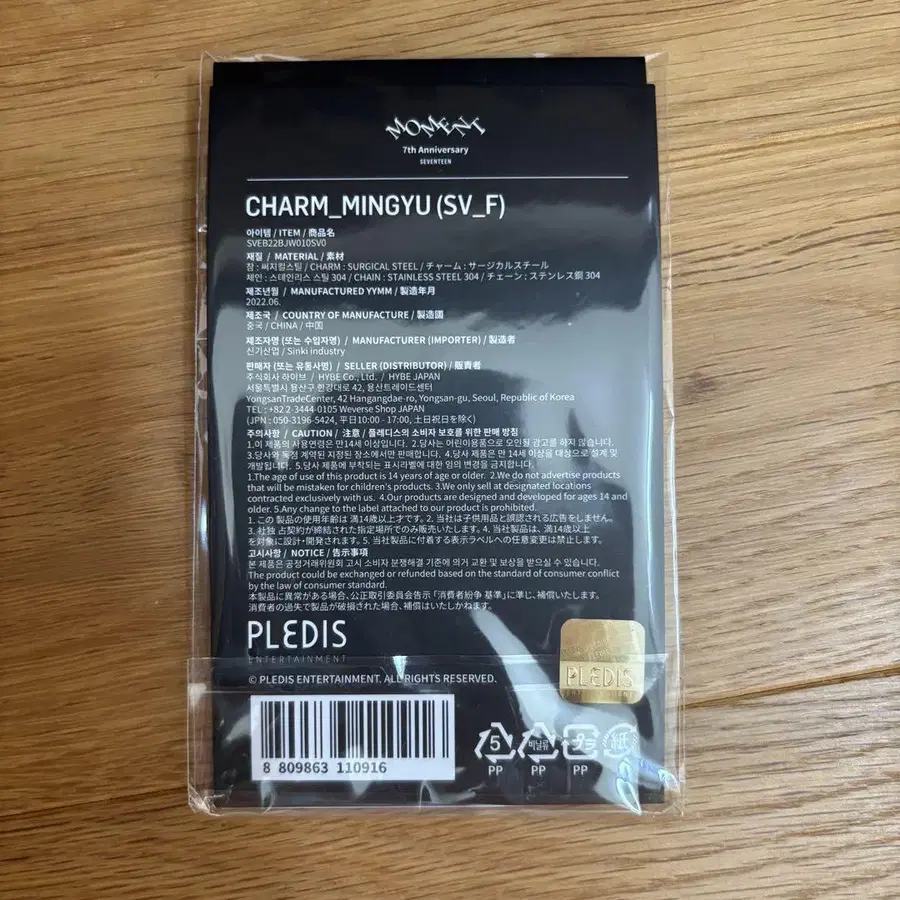 MOMENT
7th Anniversary
SEVENTEEN
CHARM_MINGYU (SV_F)
아이템 / ITEM / 商品名
SVEB22BJW010SV0
재질 / MATERIAL / 素材
참 : 써지컬스틸 / CHARM : SURGICAL STEEL / チャーム : サージカルスチール
체인 : 스테인리스 스틸 304 / CHAIN : STAINLESS STEEL 304 / チェーン : ステンレス鋼 304
제조년월 / MANUFACTURED YYMM / 製造年月
2022.06.
제조국 / COUNTRY OF MANUFACTURE / 製造國
중국 / CHINA / 中国
제조자명 (또는 수입자명) / MANUFACTURER (IMPORTER) / 製造者
신기산업 / Sinki industry
판매자 (또는 유통사명) / SELLER (DISTRIBUTOR) / 販責者
주식회사 하이브 / HYBE Co., Ltd. / HYBE JAPAN
서울특별시 용산구 한강대로 42, 용산트레이드센터
YongsanTradeCenter, 42 Hangangdae-ro, Yongsan-gu, Seoul, Republic of Korea
TEL : +82 2-3444-0105 Weverse Shop JAPAN
(JPN : 050-3196-5424, 平日10:00 - 17:00, 土日祝日を除く)
주의사항 / CAUTION / 注意 / 플레디스의 소비자 보호를 위한 판매 방침
1.이 제품의 사용연령은 만14세 이상입니다. 2.당사는 어린이용품으로 오인될 광고를 하지 않습니다.
3.당사와 독점 계약된 지정된 장소에서만 판매합니다. 4.당사 제품은 만 14세 이상을 대상으로 설계 및
개발됩니다. 5.당사 제품에 부착되는 표시라벨에 대한 임의 변경을 금지합니다.
1.The age of use of this product is 14 years of age or older. 2.We do not advertise products
that will be mistaken for children's products. 3.We only sell at designated locations
contracted exclusively with us. 4.Our products are designed and developed for ages 14 and
older. 5.Any change to the label attached to our product is prohibited.
1. この 製品の使用年齢は 満14歳以上才です。2. 当社は子供用品と誤認される広告をしません。
3. 社独 占契約が締結された指定場所でのみ販売いたします。4. 当社製品は、満14歳以上
を対象に設計・開発されます。5. 当社製品に付着する表示ラベルへの任意変更は禁止します。
고시사항 / NOTICE / 告示事項
본 제품은 공정거래위원회 고시 소비자 분쟁해결 기준에 의거 교환 및 보상을 받으실 수 있습니다.
The product could be exchanged or refunded based on the standard of consumer conflict
by the law of consumer standard.
本製品に異常がある場合、公正取引委員会告示「消費者紛争 基準」に準じ、補償いたします。
消費者の過失で製品が破損された場合、補償はいたしかねます。
PLEDIS
ENTERTAINMENT
© PLEDIS ENTERTAINMENT. ALL RIGHTS RESERVED.
PLEDIS
ENTERTAINMENT
8 809863 110916
5 비닐류 プラ 紙
PP PP PP